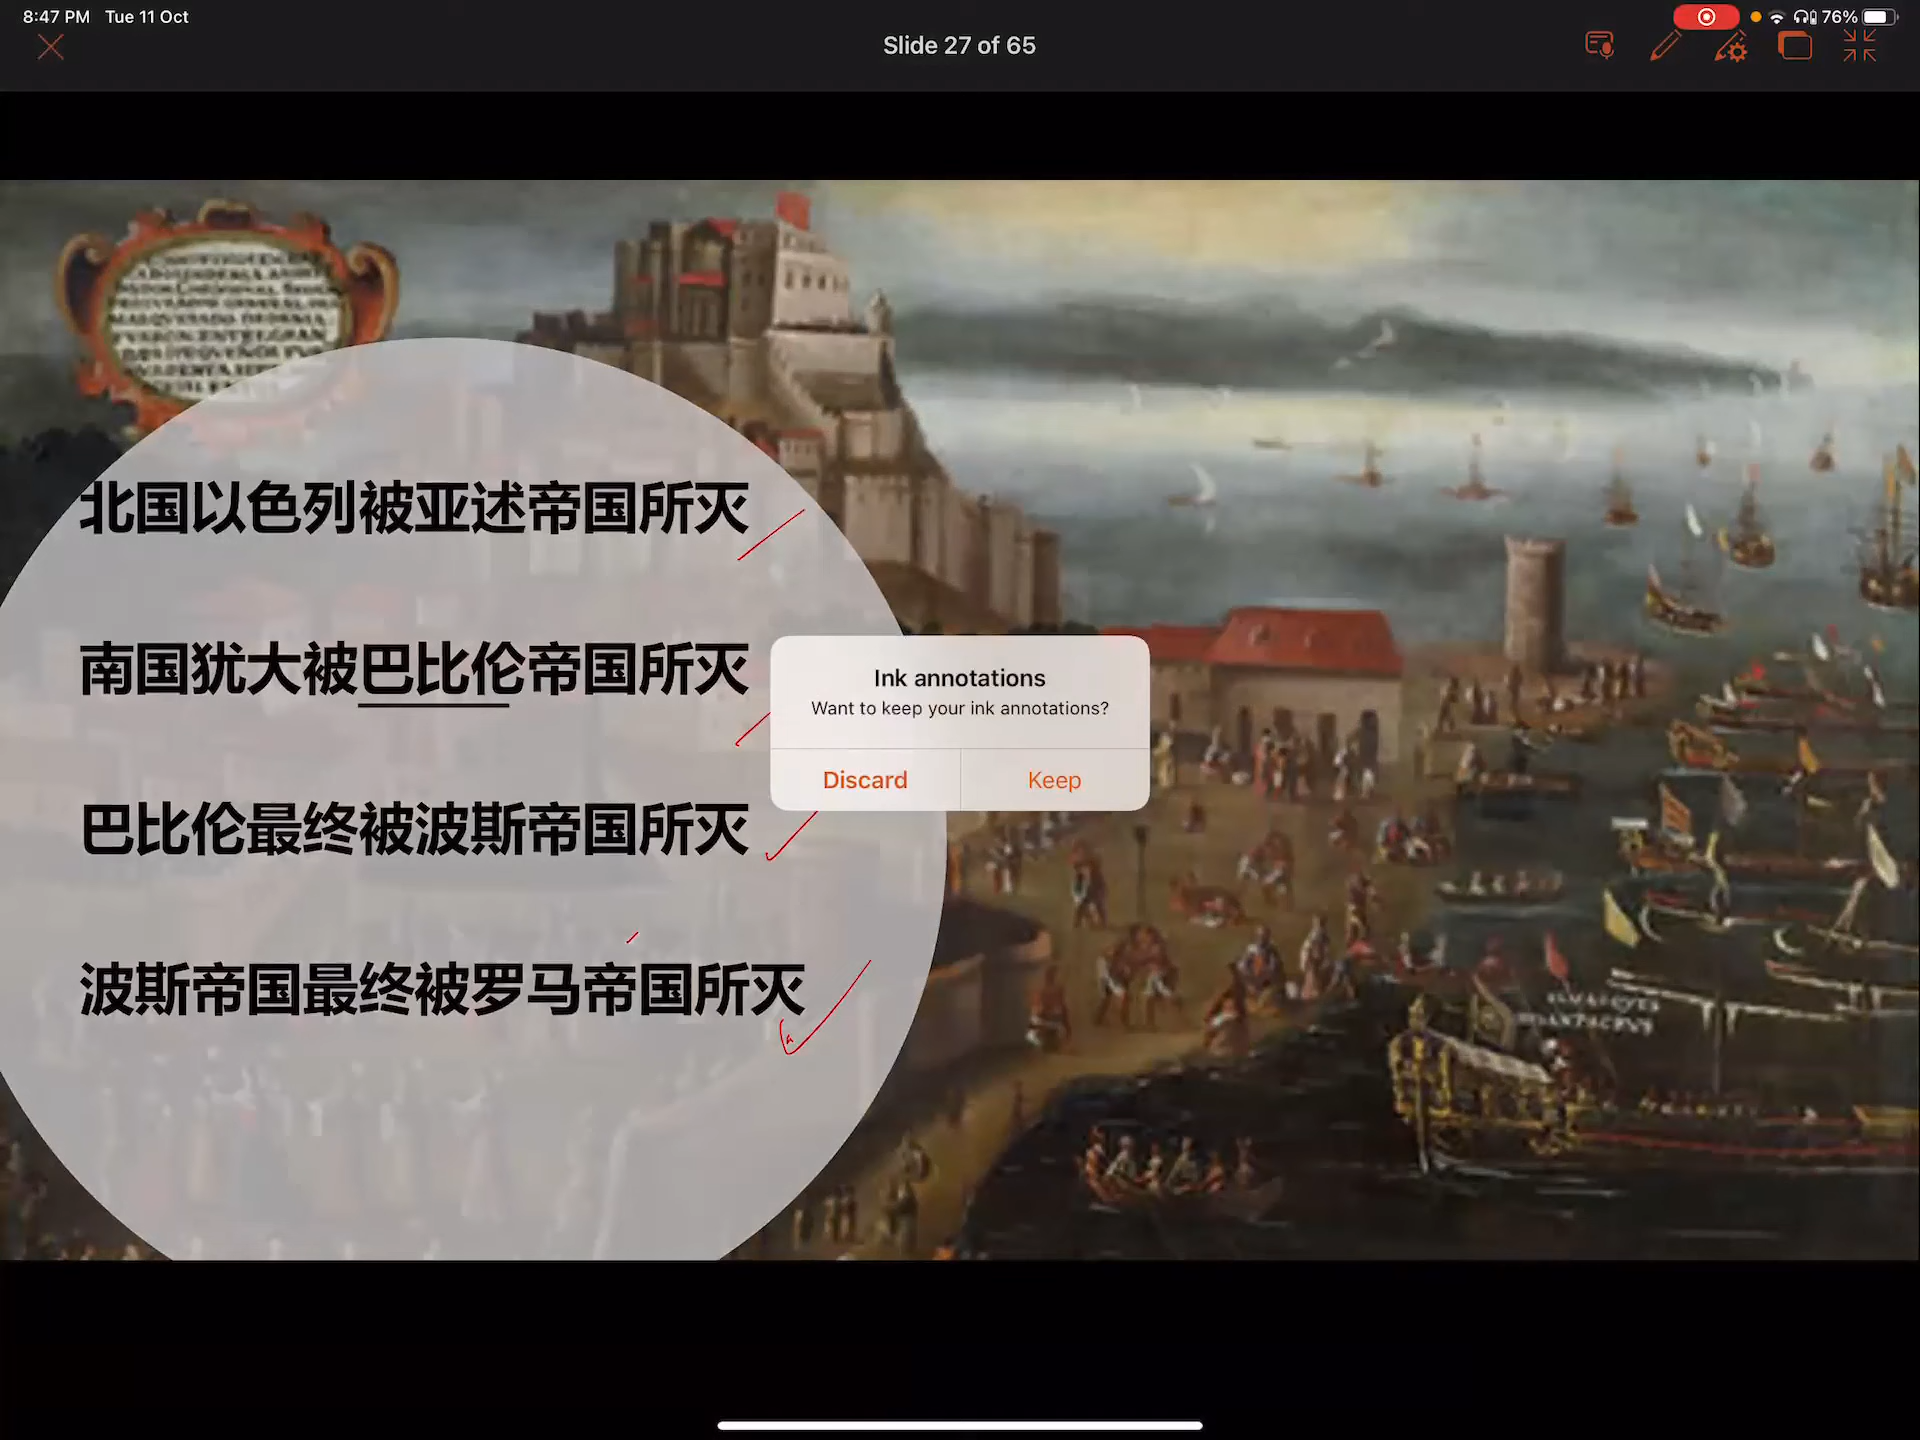 8:47 PM Tue 11 Oct
76%
Slide 27 of 65
北国以色列被亚述帝国所灭
南国犹大被巴比伦帝国所灭
Ink annotations
Want to keep your ink annotations?
Discard Keep
巴比伦最终被波斯帝国所灭
波斯帝国最终被罗马帝国所灭